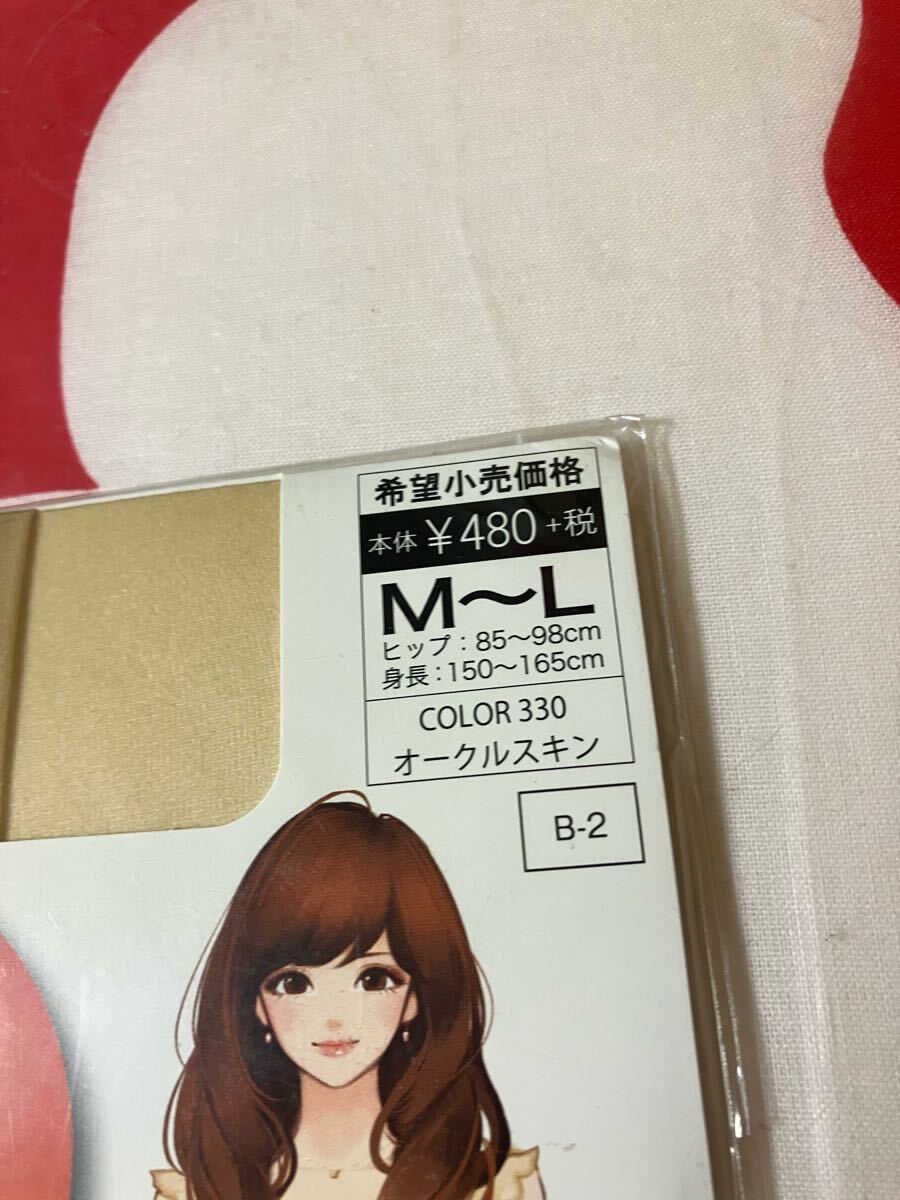 希望小売価格
本体 ¥480 +税
M〜L
ヒップ：85〜98cm
身長：150〜165cm
COLOR 330
オークルスキン
B-2